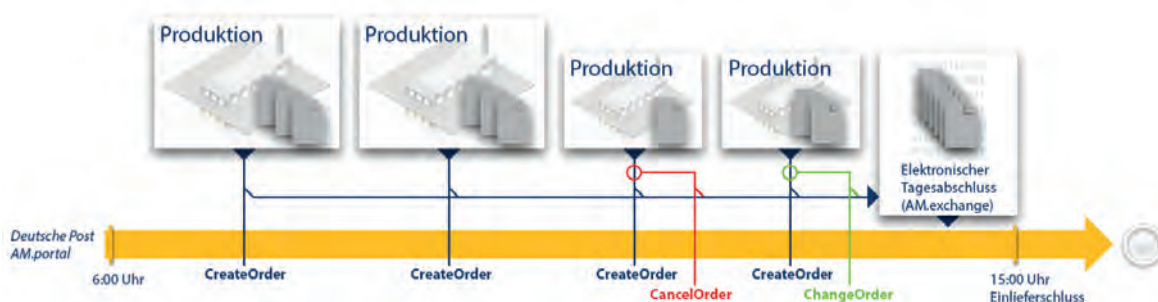 Produktion
Produktion
Produktion
Produktion
Elektronischer
Tagesabschluss
(AM.exchange)
Deutsche Post
AM.portal
6:00 Uhr
CreateOrder
CreateOrder
CreateOrder
CreateOrder
15:00 Uhr
Einlieferschluss
CancelOrder
ChangeOrder